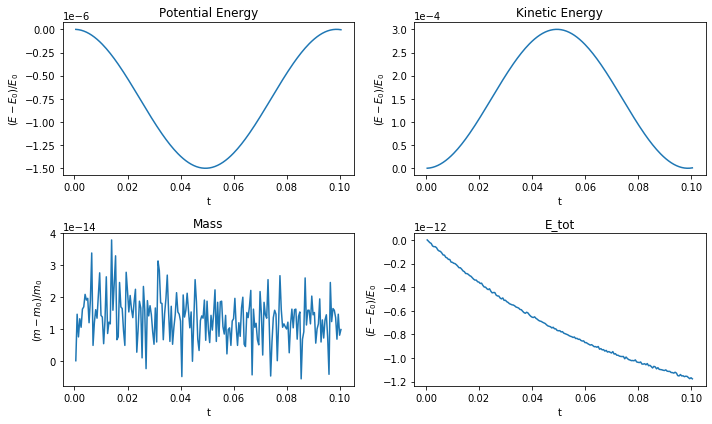 Potential Energy
1e−6
0.00
−0.25
−0.50
−0.75
−1.00
−1.25
−1.50
(E − E₀)/E₀
0.00 0.02 0.04 0.06 0.08 0.10
t
Kinetic Energy
1e−4
3.0
2.5
2.0
1.5
1.0
0.5
0.0
(E − E₀)/E₀
0.00 0.02 0.04 0.06 0.08 0.10
t
Mass
1e−14
4
3
2
1
0
(m − m₀)/m₀
0.00 0.02 0.04 0.06 0.08 0.10
t
E_tot
1e−12
0.0
−0.2
−0.4
−0.6
−0.8
−1.0
−1.2
(E − E₀)/E₀
0.00 0.02 0.04 0.06 0.08 0.10
t